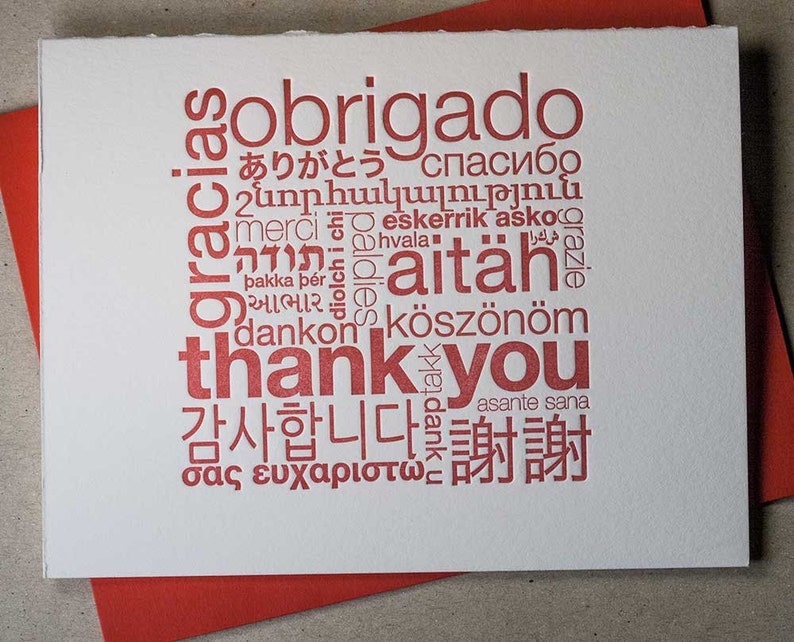 gracias
obrigado
ありがとう
спасибо
շնորհակալություն
merci
diolch i chi
paldies
eskerrik asko
grazie
hvala
شكرا
תודה
aitäh
þakka þér
આભાર
dankon
köszönöm
thank you
takk
asante sana
감사합니다
dank u
謝謝
σας ευχαριστώ